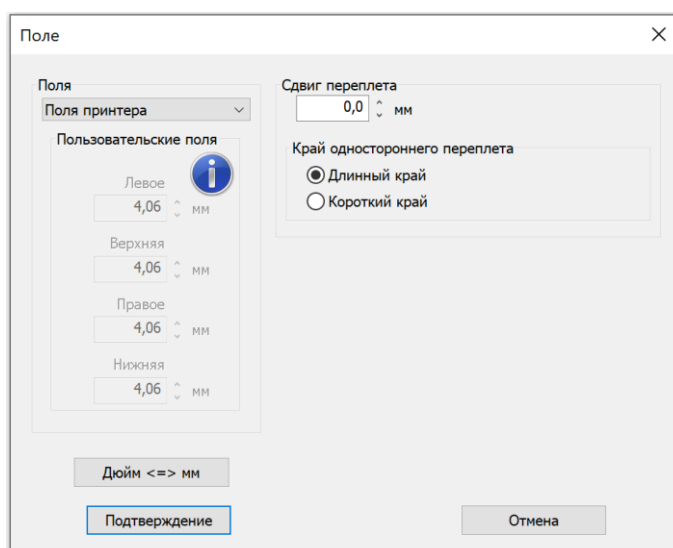 Поле
Поля
Поля принтера
Пользовательские поля
Левое
4,06 мм
Верхняя
4,06 мм
Правое
4,06 мм
Нижняя
4,06 мм
Сдвиг переплета
0,0 мм
Край одностороннего переплета
Длинный край
Короткий край
Дюйм <=> мм
Подтверждение
Отмена